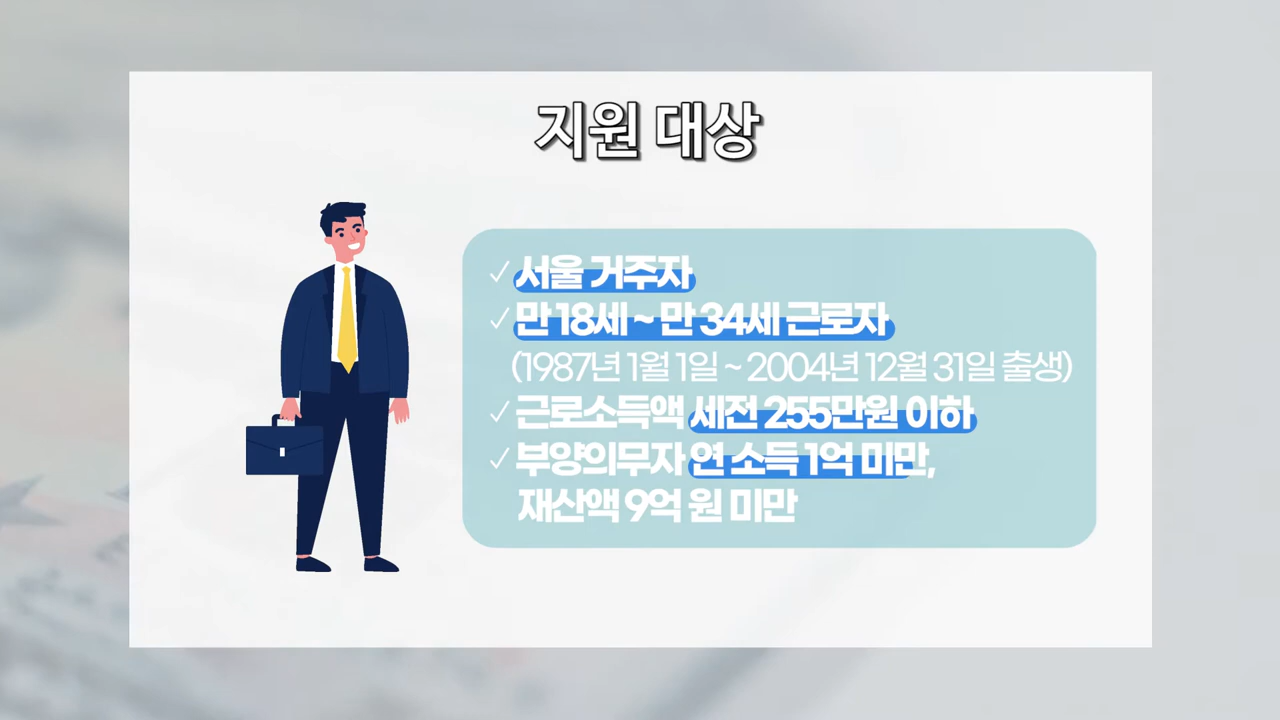 지원 대상
✓ 서울 거주자
✓ 만 18세 ~ 만 34세 근로자
(1987년 1월 1일 ~ 2004년 12월 31일 출생)
✓ 근로소득액 세전 255만원 이하
✓ 부양의무자 연 소득 1억 미만,
재산액 9억 원 미만